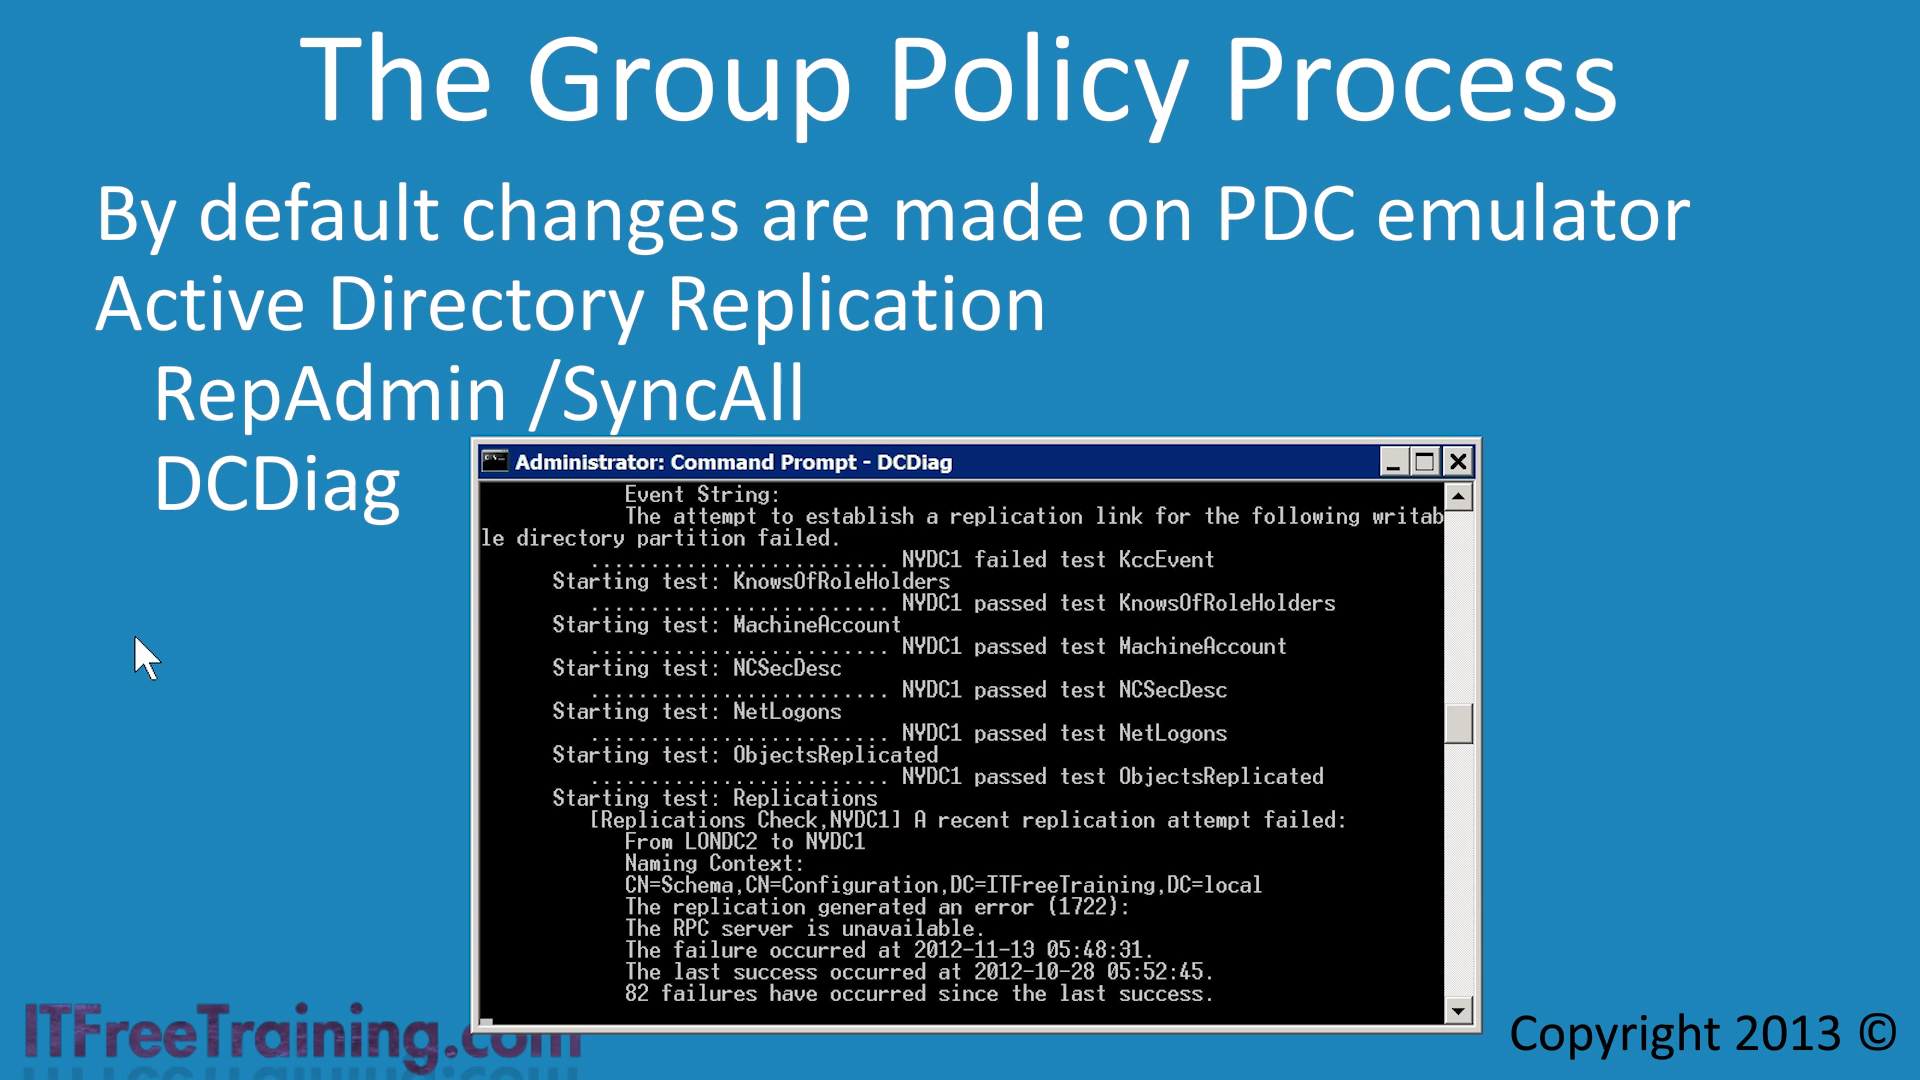 The Group Policy Process
By default changes are made on PDC emulator
Active Directory Replication
RepAdmin /SyncAll
DCDiag
Administrator: Command Prompt - DCDiag
Event String:
The attempt to establish a replication link for the following writab
le directory partition failed.
......................... NYDC1 failed test KccEvent
Starting test: KnowsOfRoleHolders
......................... NYDC1 passed test KnowsOfRoleHolders
Starting test: MachineAccount
......................... NYDC1 passed test MachineAccount
Starting test: NCSecDesc
......................... NYDC1 passed test NCSecDesc
Starting test: NetLogons
......................... NYDC1 passed test NetLogons
Starting test: ObjectsReplicated
......................... NYDC1 passed test ObjectsReplicated
Starting test: Replications
[Replications Check,NYDC1] A recent replication attempt failed:
From LONDC2 to NYDC1
Naming Context:
CN=Schema,CN=Configuration,DC=ITFreeTraining,DC=local
The replication generated an error (1722):
The RPC server is unavailable.
The failure occurred at 2012-11-13 05:48:31.
The last success occurred at 2012-10-28 05:52:45.
82 failures have occurred since the last success.
ITFreeTraining.com
Copyright 2013 ©